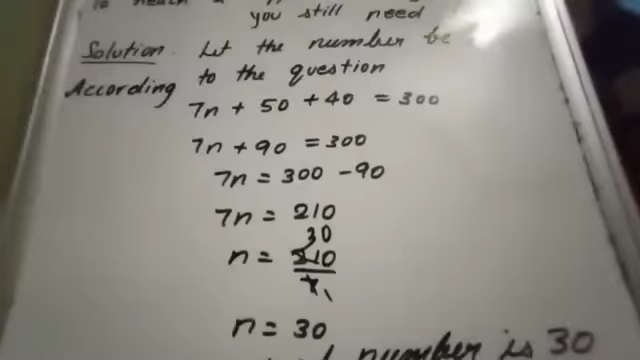 you still need
Solution. Let the number be
According to the question
7n + 50 + 40 = 300
7n + 90 = 300
7n = 300 - 90
7n = 210
30
n = 210
7 1
n = 30
number is 30